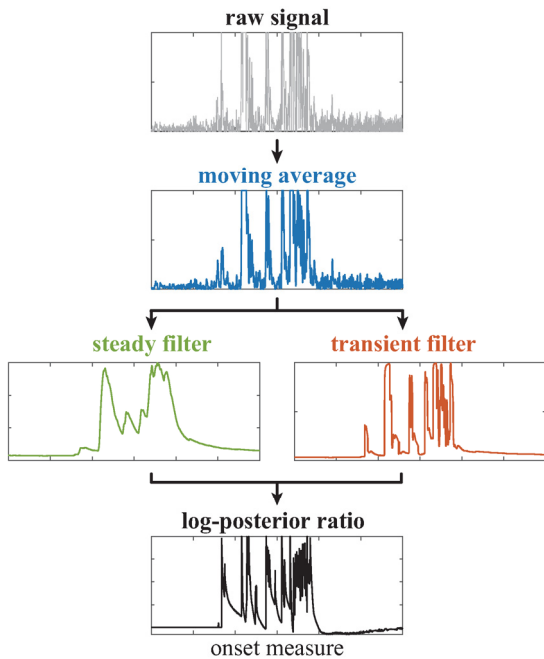 raw signal
moving average
steady filter
transient filter
log-posterior ratio
onset measure